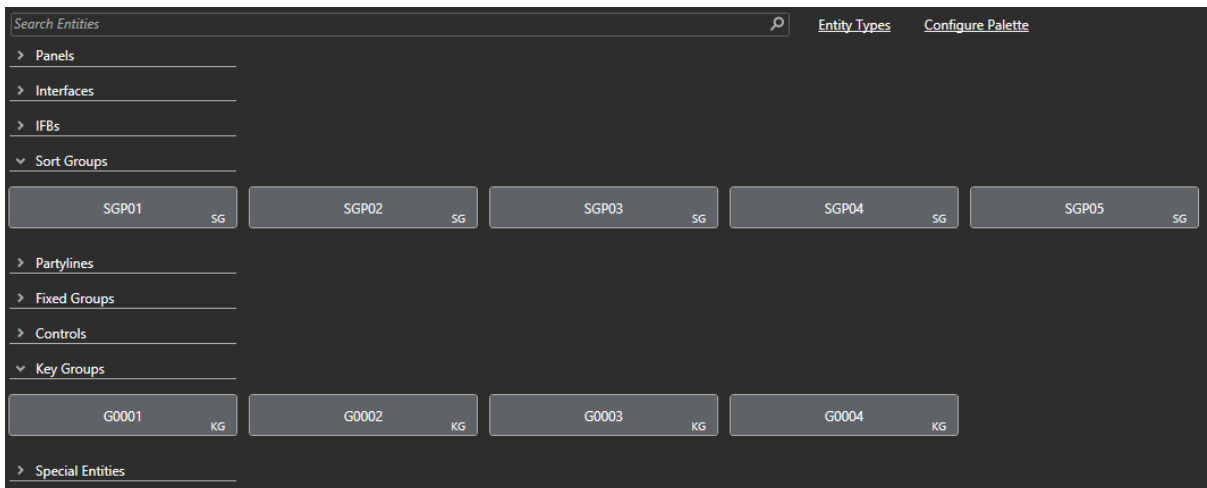 Search Entities Entity Types Configure Palette
Panels
Interfaces
IFBs
Sort Groups
SGP01 SG SGP02 SG SGP03 SG SGP04 SG SGP05 SG
Partylines
Fixed Groups
Controls
Key Groups
G0001 KG G0002 KG G0003 KG G0004 KG
Special Entities